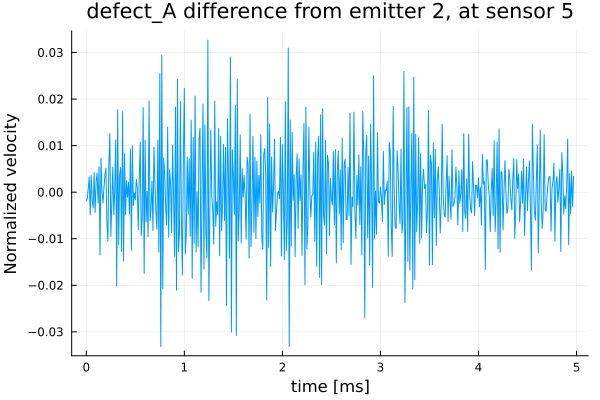 defect_A difference from emitter 2, at sensor 5
Normalized velocity
0.03
0.02
0.01
0.00
−0.01
−0.02
−0.03
0 1 2 3 4 5
time [ms]